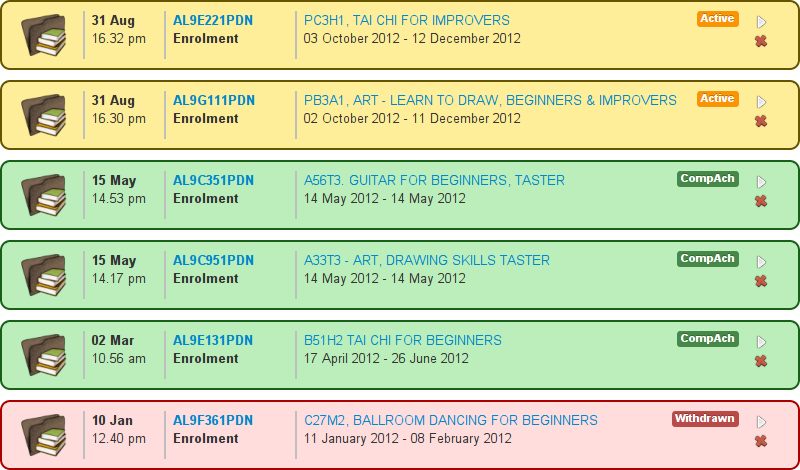 31 Aug AL9E221PDN PC3H1, TAI CHI FOR IMPROVERS Active
16.32 pm Enrolment 03 October 2012 - 12 December 2012
31 Aug AL9G111PDN PB3A1, ART - LEARN TO DRAW, BEGINNERS & IMPROVERS Active
16.30 pm Enrolment 02 October 2012 - 11 December 2012
15 May AL9C351PDN A56T3. GUITAR FOR BEGINNERS, TASTER CompAch
14.53 pm Enrolment 14 May 2012 - 14 May 2012
15 May AL9C951PDN A33T3 - ART, DRAWING SKILLS TASTER CompAch
14.17 pm Enrolment 14 May 2012 - 14 May 2012
02 Mar AL9E131PDN B51H2 TAI CHI FOR BEGINNERS CompAch
10.56 am Enrolment 17 April 2012 - 26 June 2012
10 Jan AL9F361PDN C27M2, BALLROOM DANCING FOR BEGINNERS Withdrawn
12.40 pm Enrolment 11 January 2012 - 08 February 2012